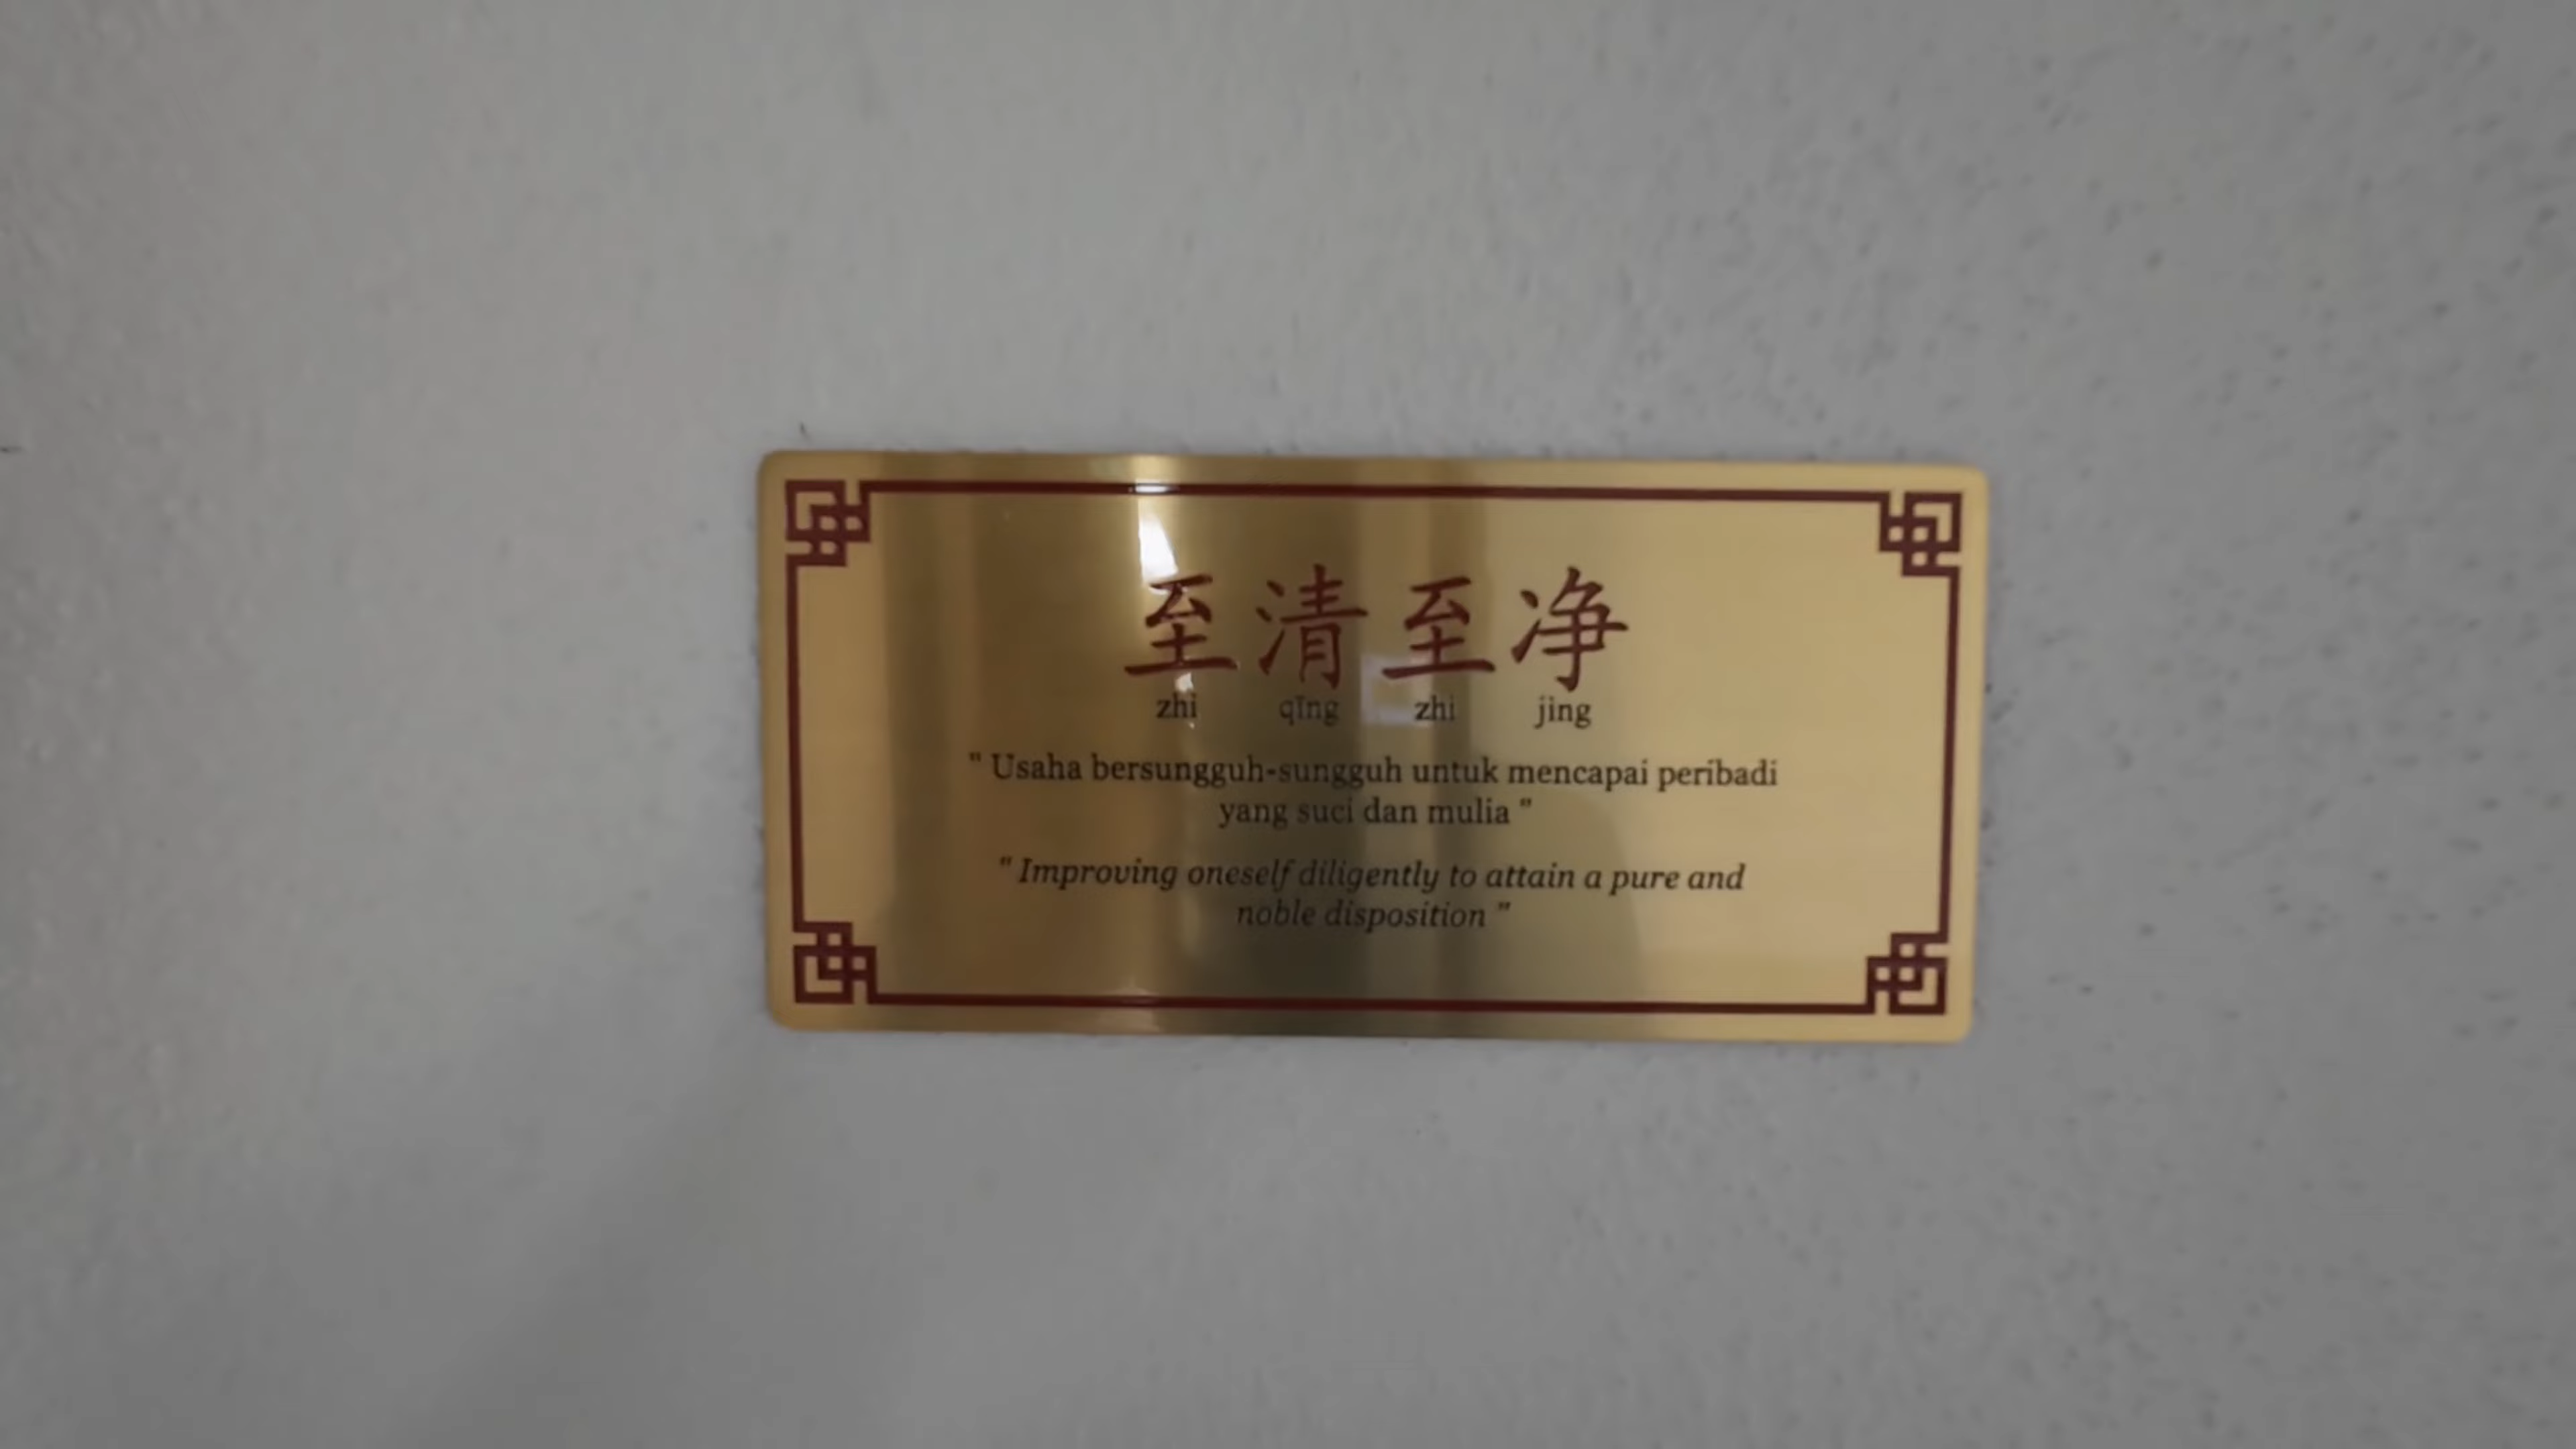 至清至净
zhi qīng zhi jing
" Usaha bersungguh-sungguh untuk mencapai peribadi
yang suci dan mulia "
" Improving oneself diligently to attain a pure and
noble disposition "